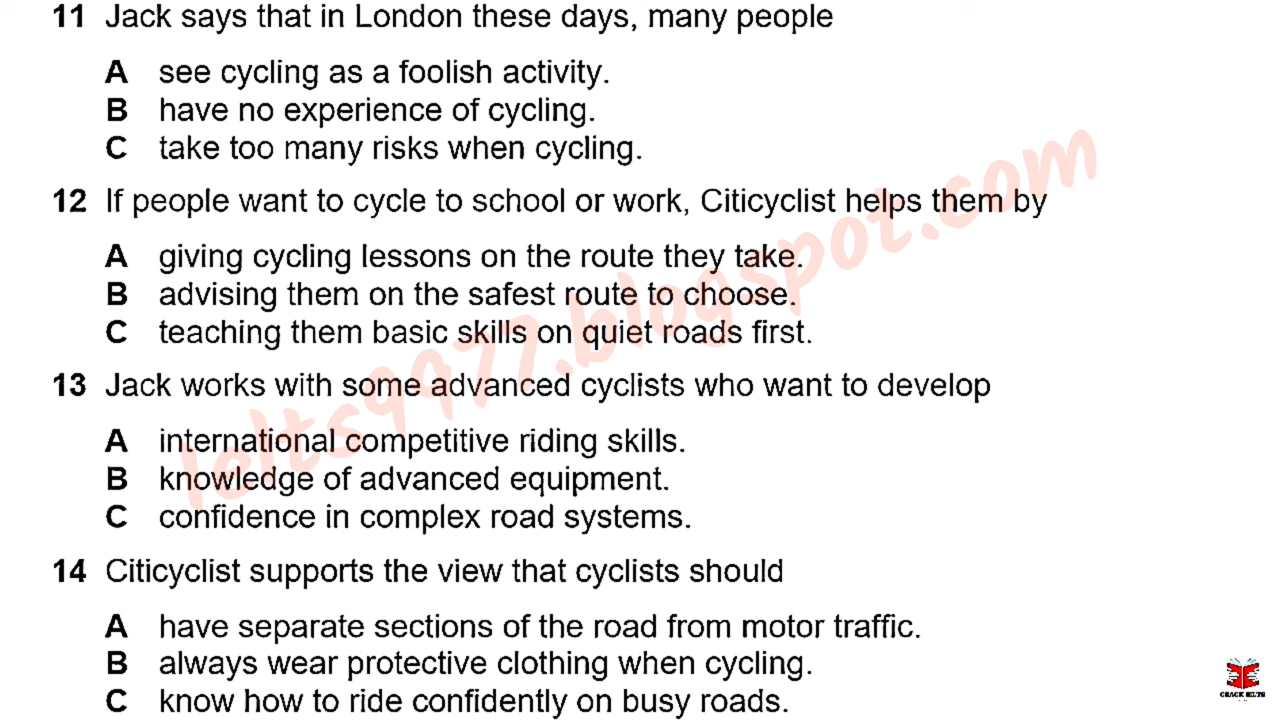 11 Jack says that in London these days, many people
A see cycling as a foolish activity.
B have no experience of cycling.
C take too many risks when cycling.
12 If people want to cycle to school or work, Citicyclist helps them by
A giving cycling lessons on the route they take.
B advising them on the safest route to choose.
C teaching them basic skills on quiet roads first.
13 Jack works with some advanced cyclists who want to develop
A international competitive riding skills.
B knowledge of advanced equipment.
C confidence in complex road systems.
14 Citicyclist supports the view that cyclists should
A have separate sections of the road from motor traffic.
B always wear protective clothing when cycling.
C know how to ride confidently on busy roads.
Ielts9977.blogspot.com
CRACK IELTS